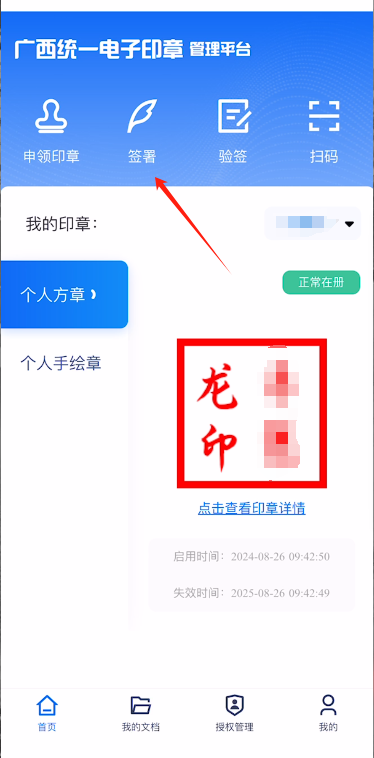 广西统一电子印章 管理平台
申领印章 签署 验签 扫码
我的印章：
正常在册
个人方章
个人手绘章
龙
印
点击查看印章详情
启用时间：2024-08-26 09:42:50
失效时间：2025-08-26 09:42:49
首页 我的文档 授权管理 我的